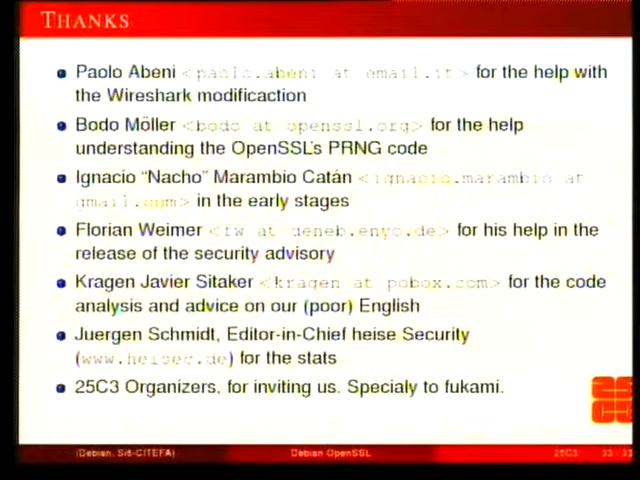 THANKS
Paolo Abeni <paolo.abeni at email.it> for the help with
the Wireshark modificaction
Bodo Möller <bodo at openssl.org> for the help
understanding the OpenSSL's PRNG code
Ignacio "Nacho" Marambio Catán <ignacio.marambio at
gmail.com> in the early stages
Florian Weimer <fw at deneb.enyo.de> for his help in the
release of the security advisory
Kragen Javier Sitaker <kragen at pobox.com> for the code
analysis and advice on our (poor) English
Juergen Schmidt, Editor-in-Chief heise Security
(www.heisec.de) for the stats
25C3 Organizers, for inviting us. Specialy to fukami.
(Debian, Si6-CITEFA) Debian OpenSSL 25C3 33 / 33